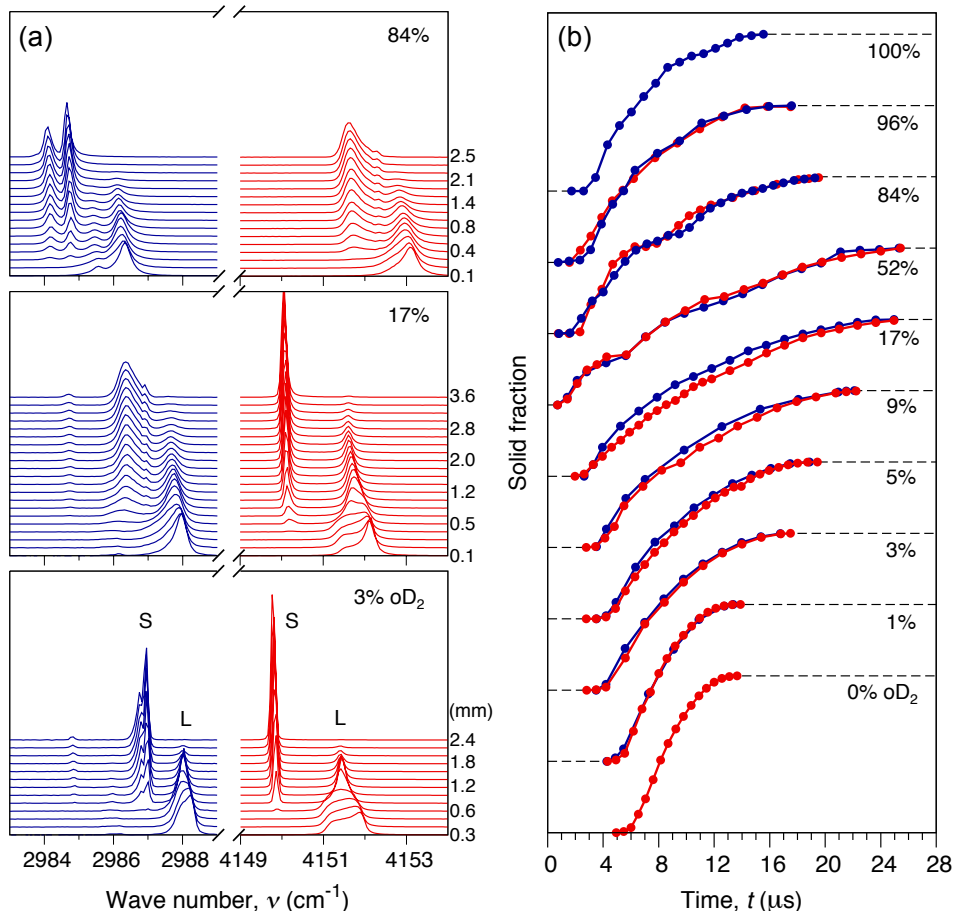 (a)
84%
2.5
2.1
1.4
0.8
0.4
0.1
17%
3.6
2.8
2.0
1.2
0.5
0.1
3% oD₂
S
S
L
L
(mm)
2.4
1.8
1.2
0.6
0.3
2984 2986 2988 4149 4151 4153
Wave number, ν (cm⁻¹)
(b)
100%
96%
84%
52%
17%
9%
5%
3%
1%
0% oD₂
Solid fraction
0 4 8 12 16 20 24 28
Time, t (μs)